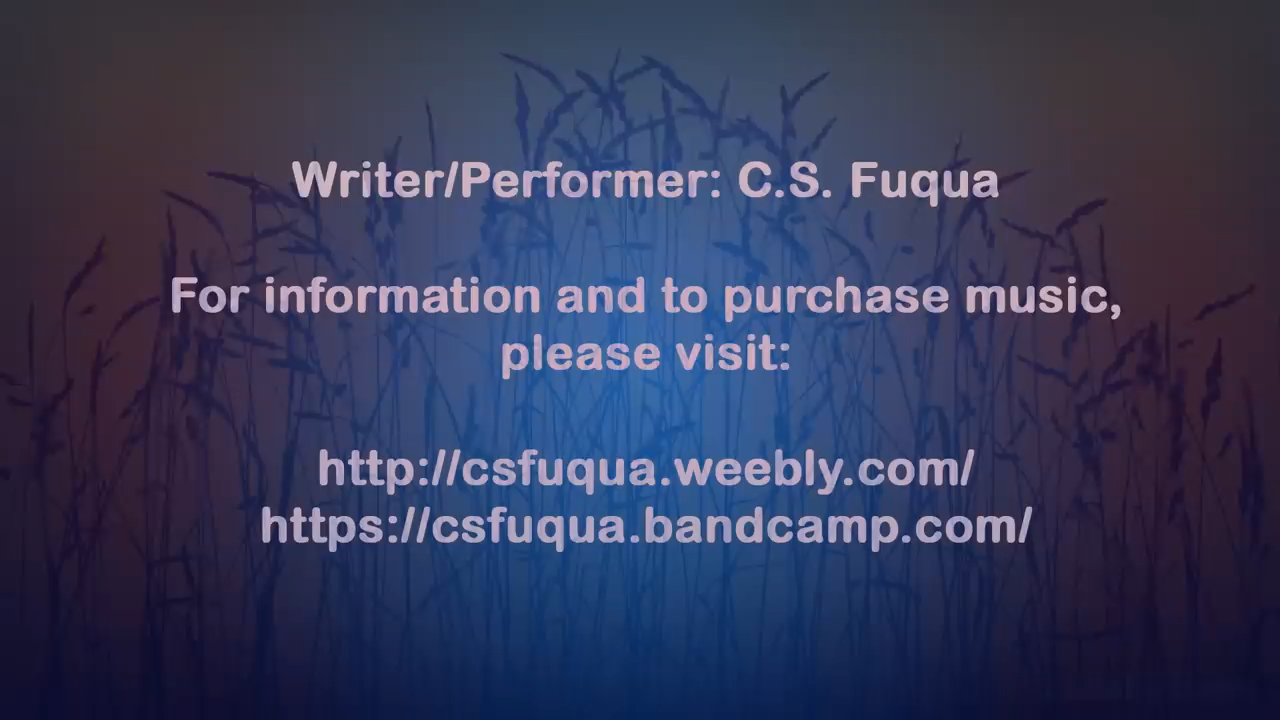 Writer/Performer: C.S. Fuqua
For information and to purchase music,
please visit:
http://csfuqua.weebly.com/
https://csfuqua.bandcamp.com/